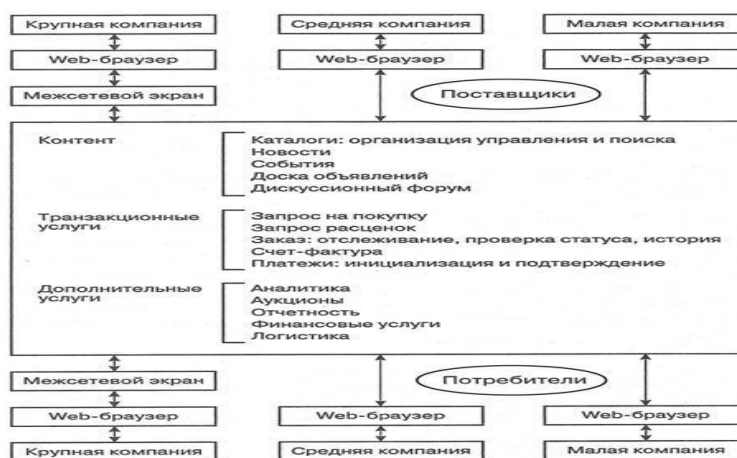 Крупная компания
Средняя компания
Малая компания
Web-браузер
Web-браузер
Web-браузер
Межсетевой экран
Поставщики
Контент
Каталоги: организация управления и поиска
Новости
События
Доска объявлений
Дискуссионный форум
Транзакционные
услуги
Запрос на покупку
Запрос расценок
Заказ: отслеживание, проверка статуса, история
Счет-фактура
Платежи: инициализация и подтверждение
Дополнительные
услуги
Аналитика
Аукционы
Отчетность
Финансовые услуги
Логистика
Межсетевой экран
Потребители
Web-браузер
Web-браузер
Web-браузер
Крупная компания
Средняя компания
Малая компания